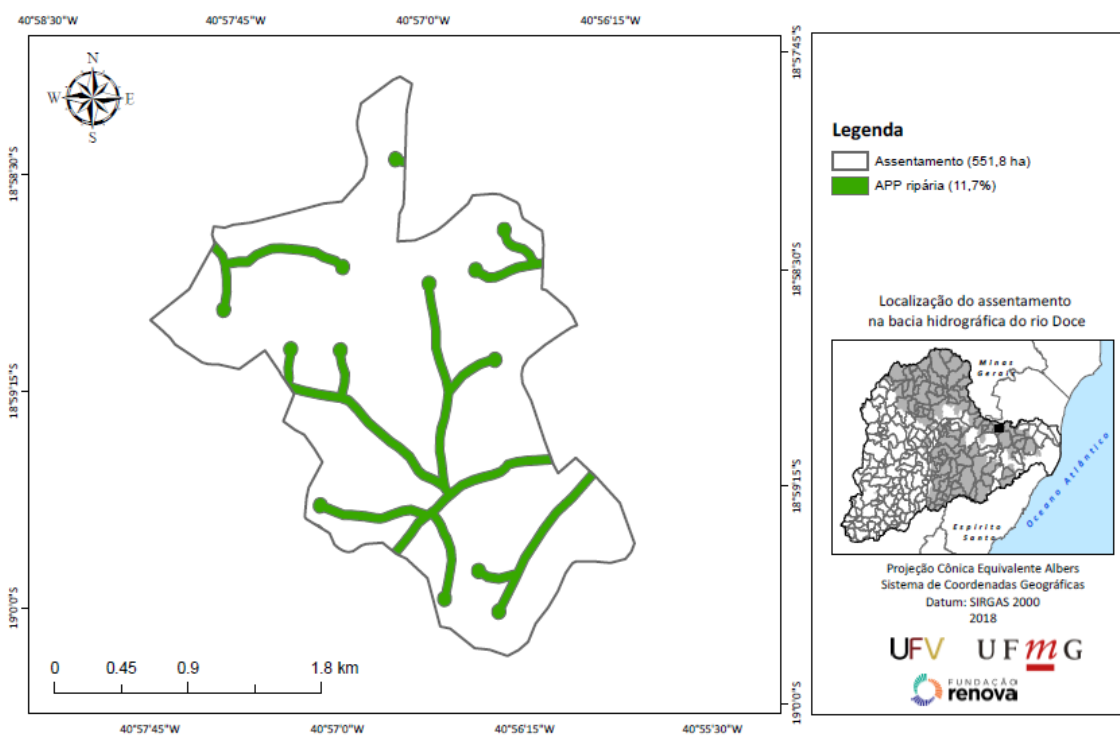 40°58'30"W 40°57'45"W 40°57'0"W 40°56'15"W
N
W E
S
18°58'30"S
18°59'15"S
19°0'0"S
18°57'45"S
18°58'30"S
18°59'15"S
19°0'0"S
0 0.45 0.9 1.8 km
40°57'45"W 40°57'0"W 40°56'15"W 40°55'30"W
Legenda
Assentamento (551,8 ha)
APP ripária (11,7%)
Localização do assentamento
na bacia hidrográfica do rio Doce
Minas
Gerais
Oceano Atlântico
Espírito
Santo
Projeção Cônica Equivalente Albers
Sistema de Coordenadas Geográficas
Datum: SIRGAS 2000
2018
UFV UFmG
FUNDAÇÃO
renova